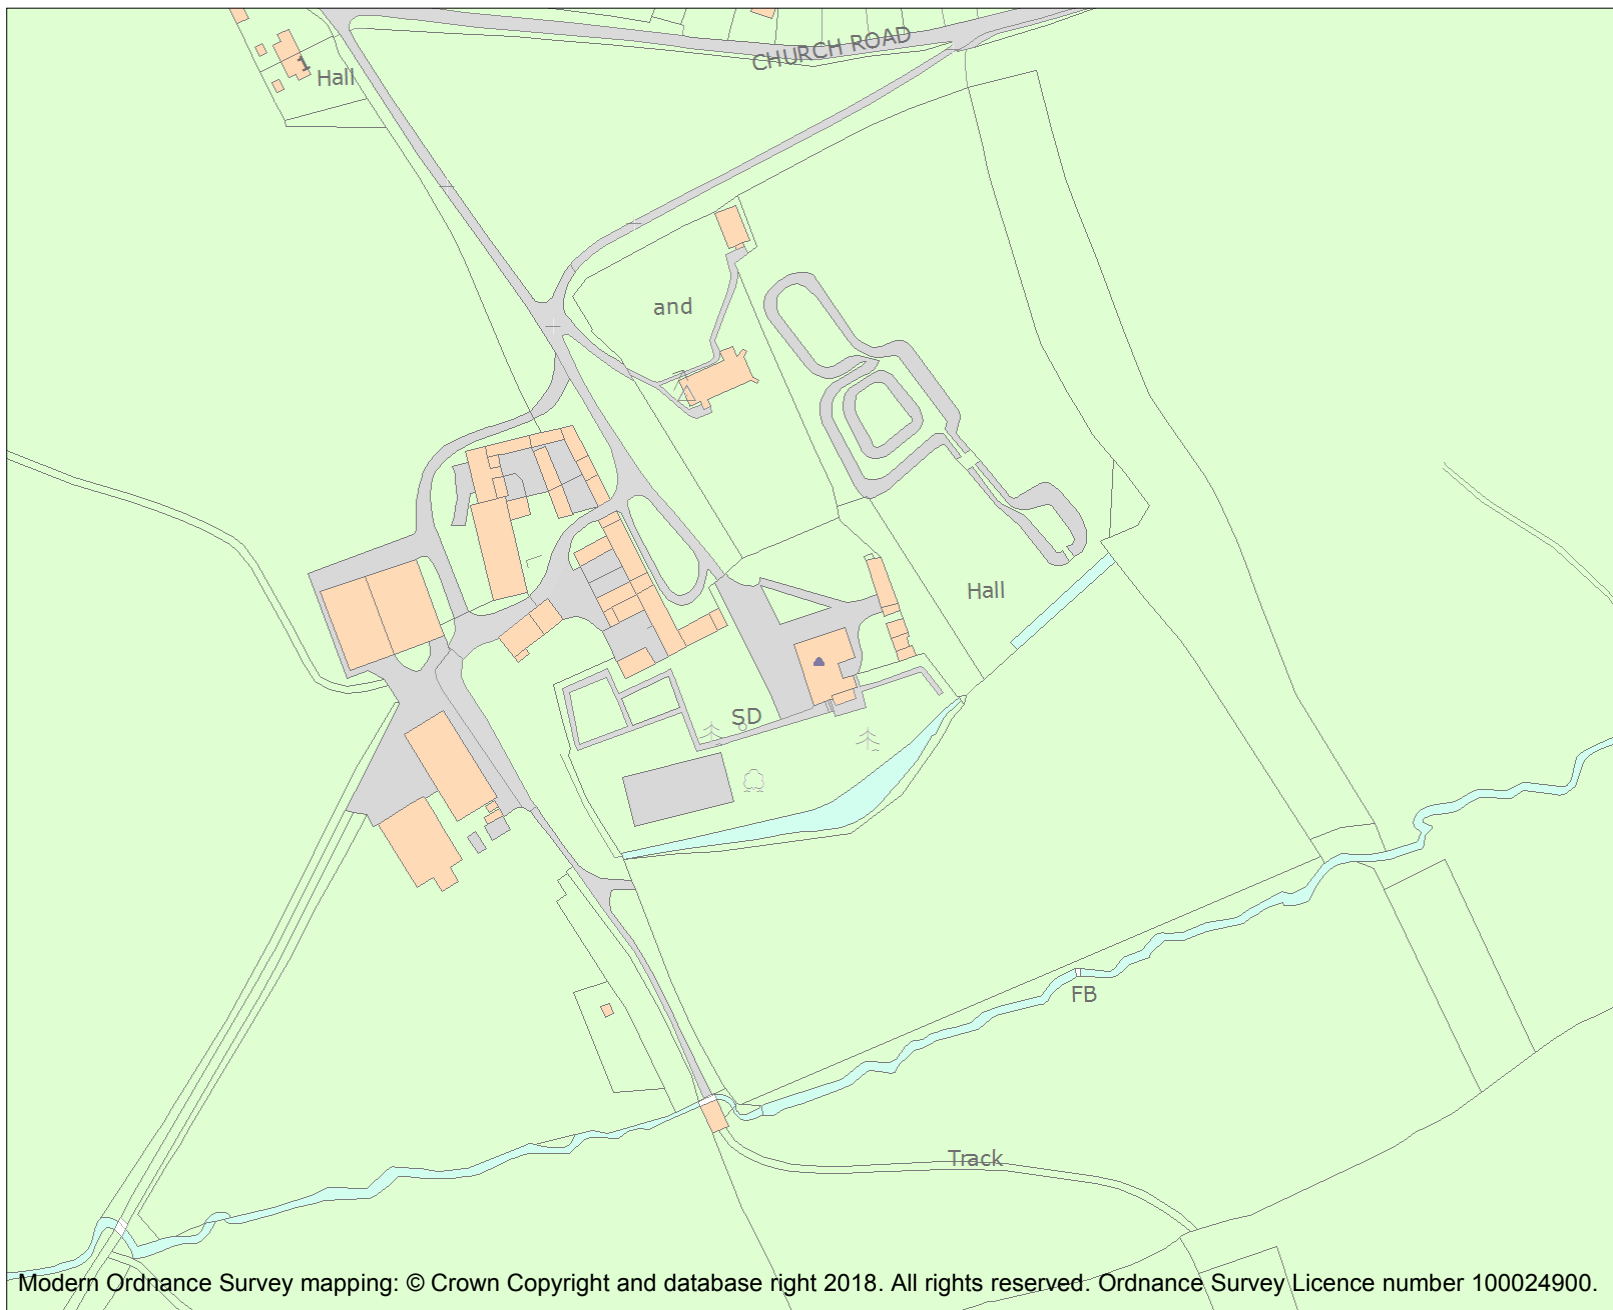 CHURCH ROAD
1
Hall
and
Hall
SD
FB
Track
Modern Ordnance Survey mapping: © Crown Copyright and database right 2018. All rights reserved. Ordnance Survey Licence number 100024900.